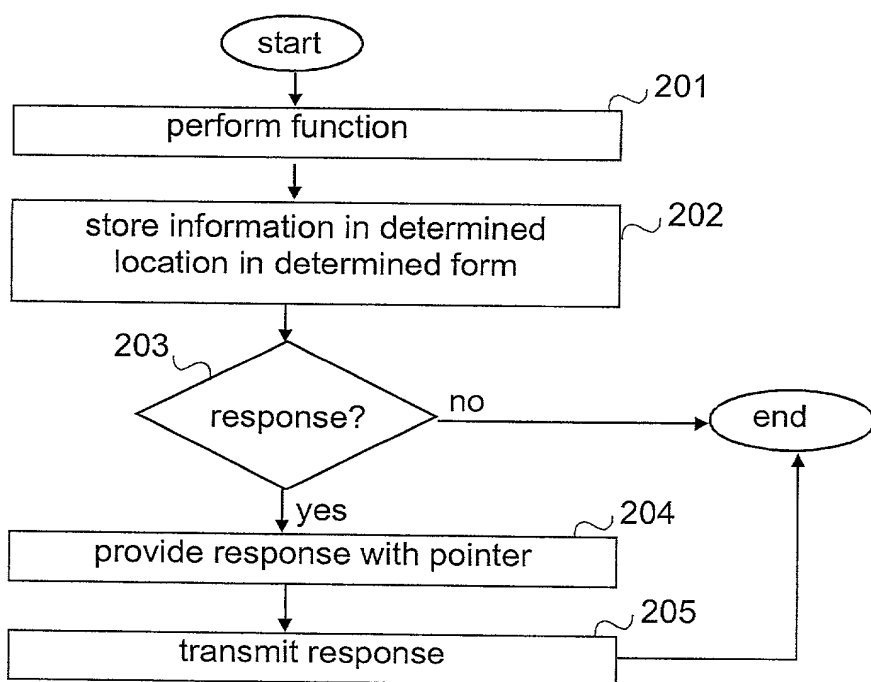 start
201
perform function
store information in determined
location in determined form
202
203
response?
no
end
yes
204
provide response with pointer
205
transmit response